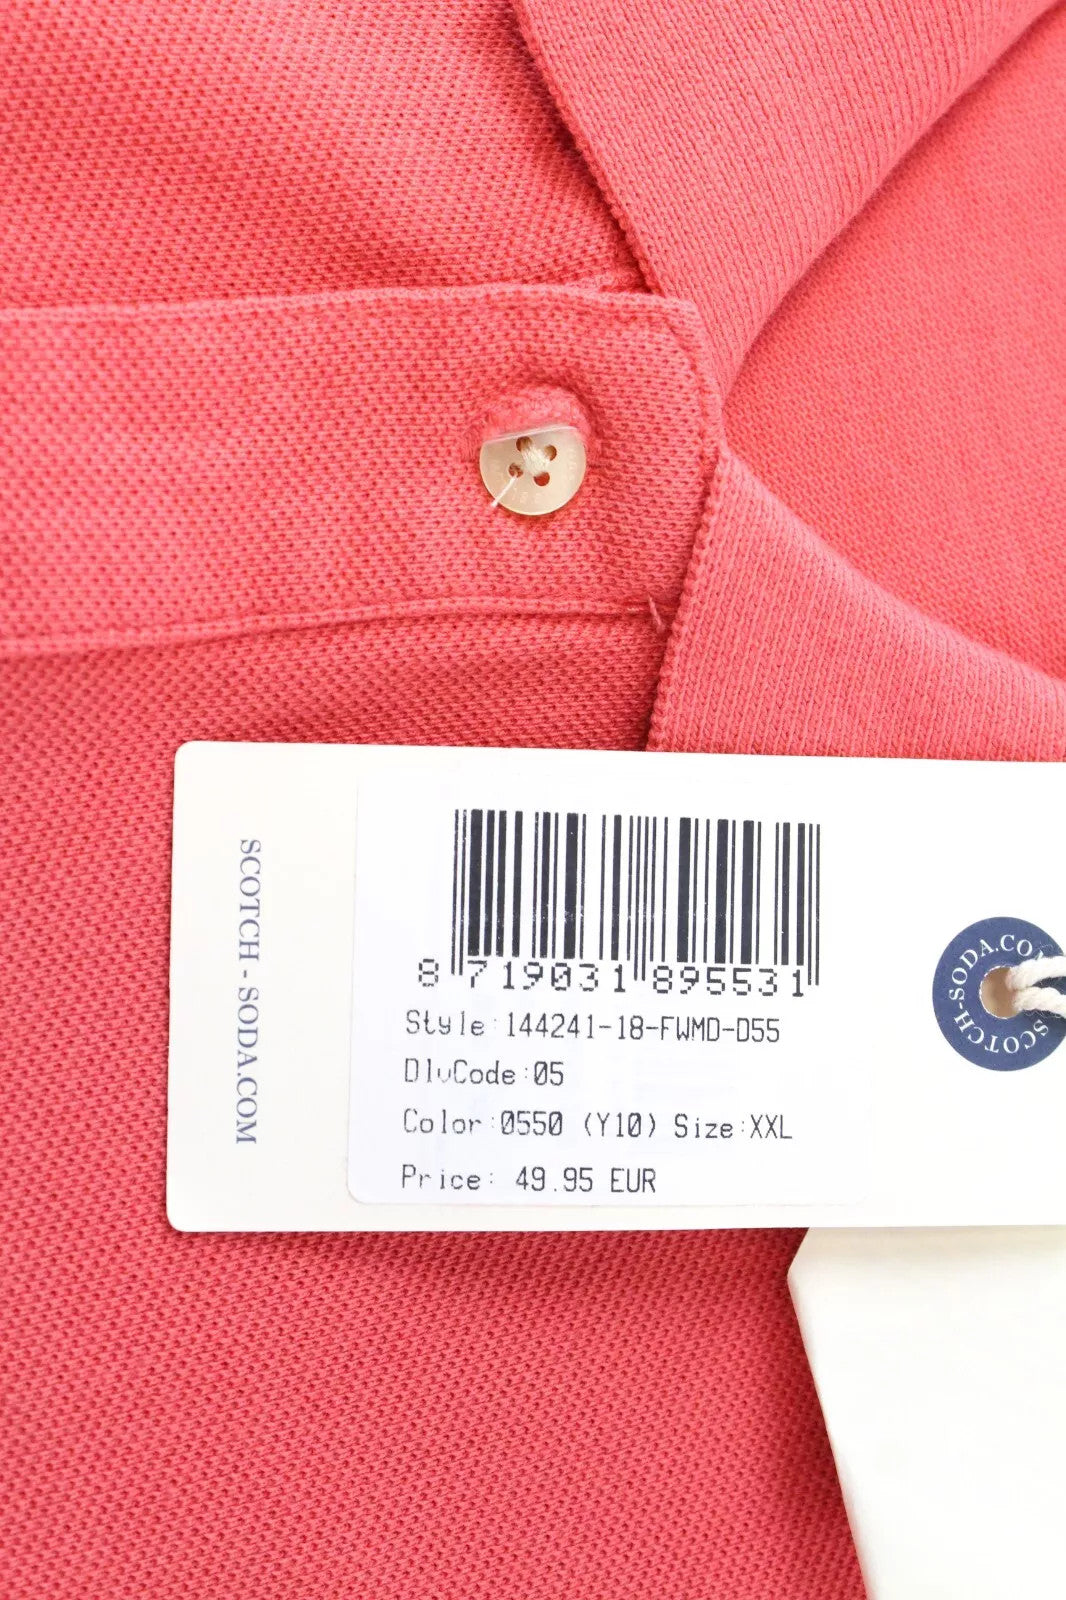 SCOTCH - SODA.COM
8 719031 895531
Style:144241-18-FWMD-D55
DlvCode:05
Color:0550 (Y10) Size:XXL
Price: 49.95 EUR
SCOTCH-SODA.COM